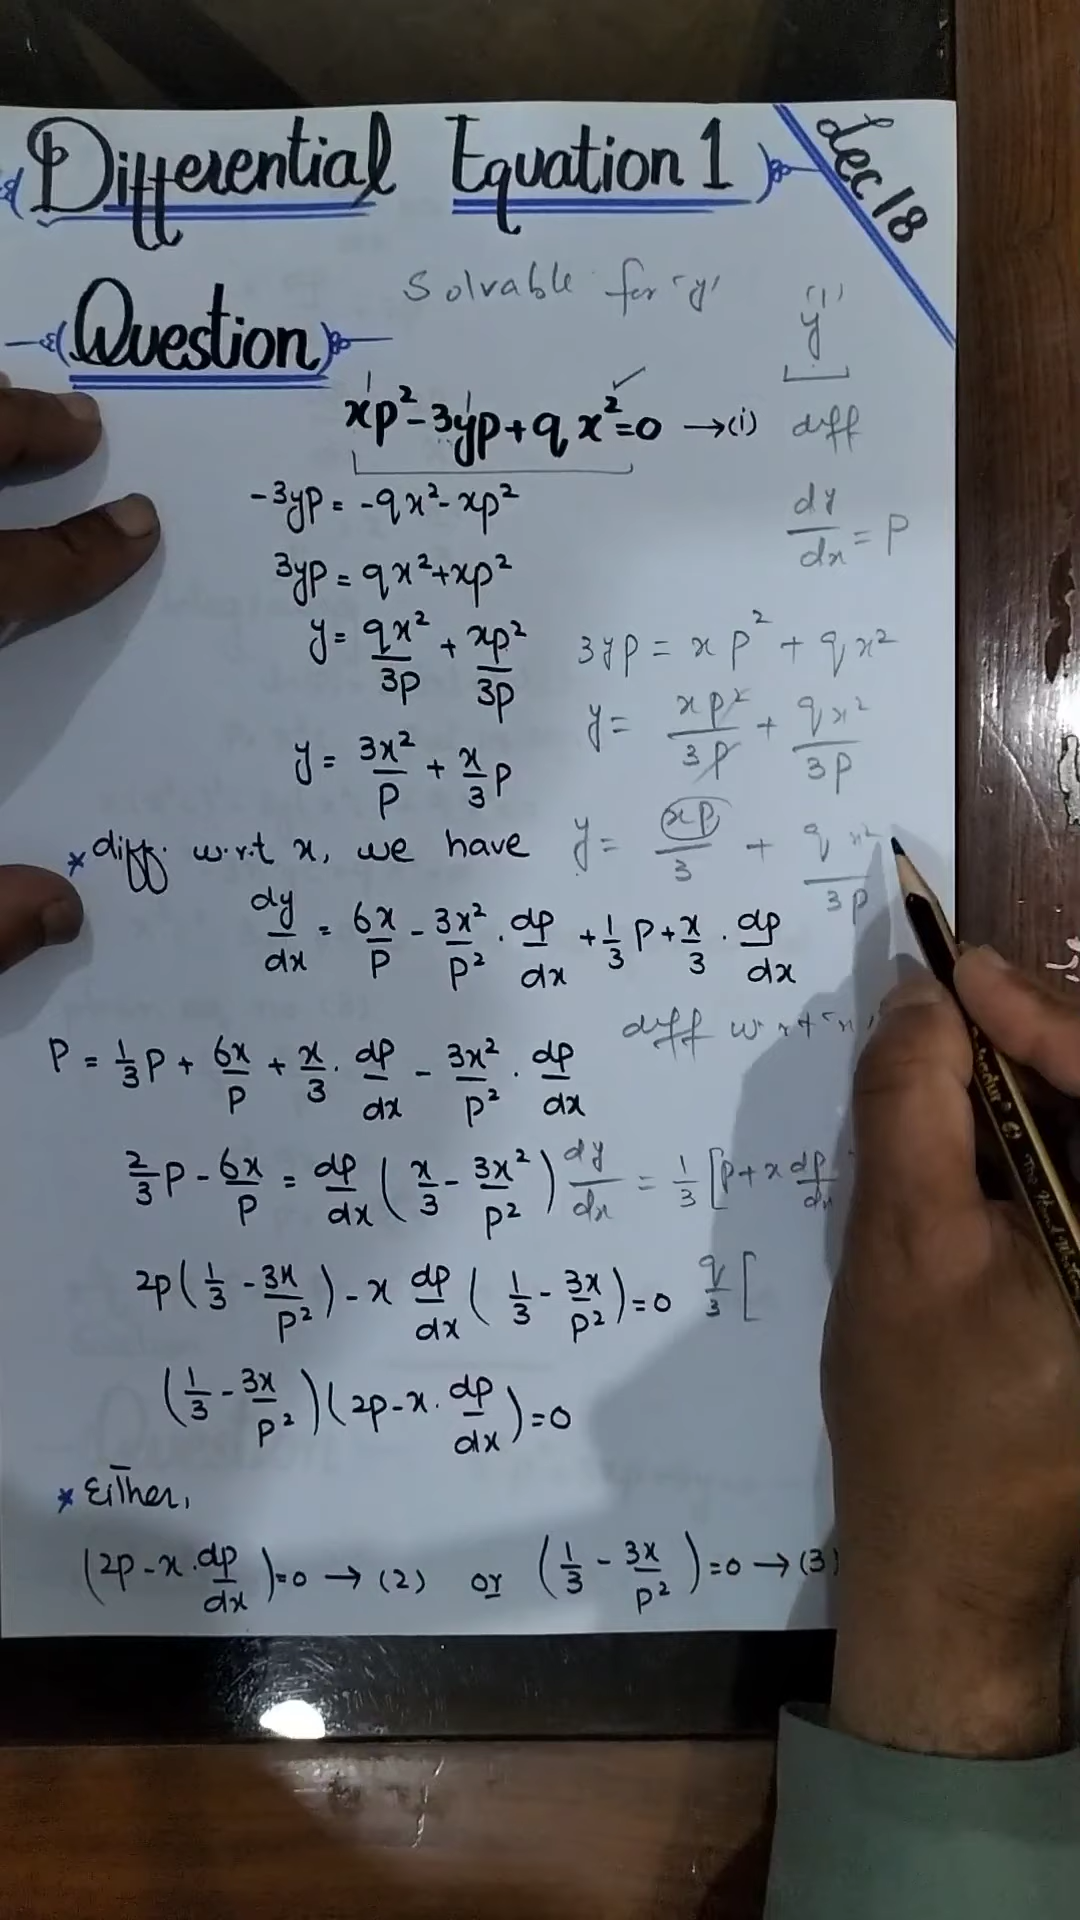 Differential Equation 1
Lec 18
Solvable for 'y'
Question
'y'
xp² - 3yp + 9x² = 0 → (i)
diff
-3yp = -9x² - xp²
dy/dx = P
3yp = 9x² + xp²
y = 9x²/3p + xp²/3p
3yp = xp² + 9x²
y = xp²/3p + 9x²/3p
y = 3x²/p + x/3 p
* diff. w.r.t x, we have
y = xp/3 + 9x²/3p
dy/dx = 6x/p - 3x²/p² . dp/dx + 1/3 p + x/3 . dp/dx
diff w.r.t 'x'
P = 1/3 p + 6x/p + x/3 . dp/dx - 3x²/p² . dp/dx
2/3 p - 6x/p = dp/dx (x/3 - 3x²/p²)
dy/dx = 1/3 [p + x dp/dx
2p(1/3 - 3x/p²) - x dp/dx (1/3 - 3x/p²) = 0
9/3 [
(1/3 - 3x/p²)(2p - x . dp/dx) = 0
* Either,
(2p - x . dp/dx) = 0 → (2) or (1/3 - 3x/p²) = 0 → (3)